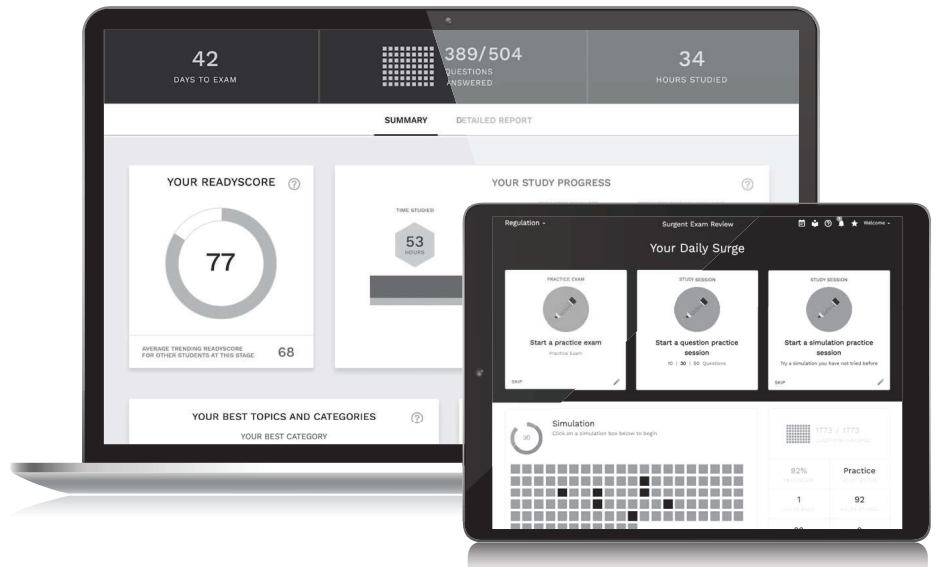 42
DAYS TO EXAM
389/504
QUESTIONS
ANSWERED
34
HOURS STUDIED
SUMMARY
DETAILED REPORT
YOUR READYSCORE ?
77
AVERAGE TRENDING READYSCORE
FOR OTHER STUDENTS AT THIS STAGE
68
YOUR STUDY PROGRESS ?
TIME STUDIED
53
HOURS
YOUR BEST TOPICS AND CATEGORIES ?
YOUR BEST CATEGORY
Regulation
Surgent Exam Review
Welcome
Your Daily Surge
PRACTICE EXAM
Start a practice exam
Practice Exam
SKIP
STUDY SESSION
Start a question practice
session
10 | 30 | 50 Questions
STUDY SESSION
Start a simulation practice
session
Try a simulation you have not tried before
SKIP
Simulation
Click on a simulation box below to begin
1773 / 1773
92%
Practice
1
92